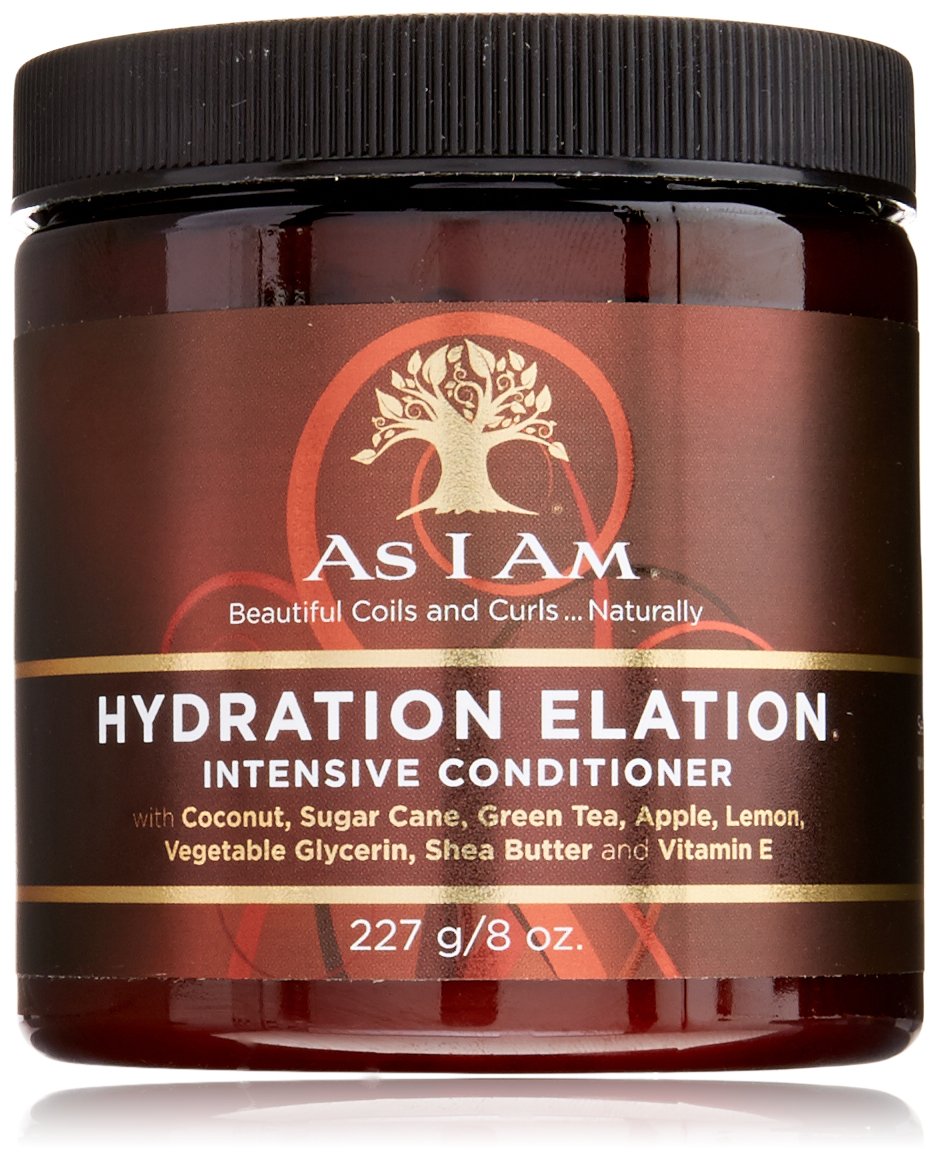 AS I AM
Beautiful Coils and Curls... Naturally
HYDRATION ELATION
INTENSIVE CONDITIONER
with Coconut, Sugar Cane, Green Tea, Apple, Lemon,
Vegetable Glycerin, Shea Butter and Vitamin E
227 g/8 oz.